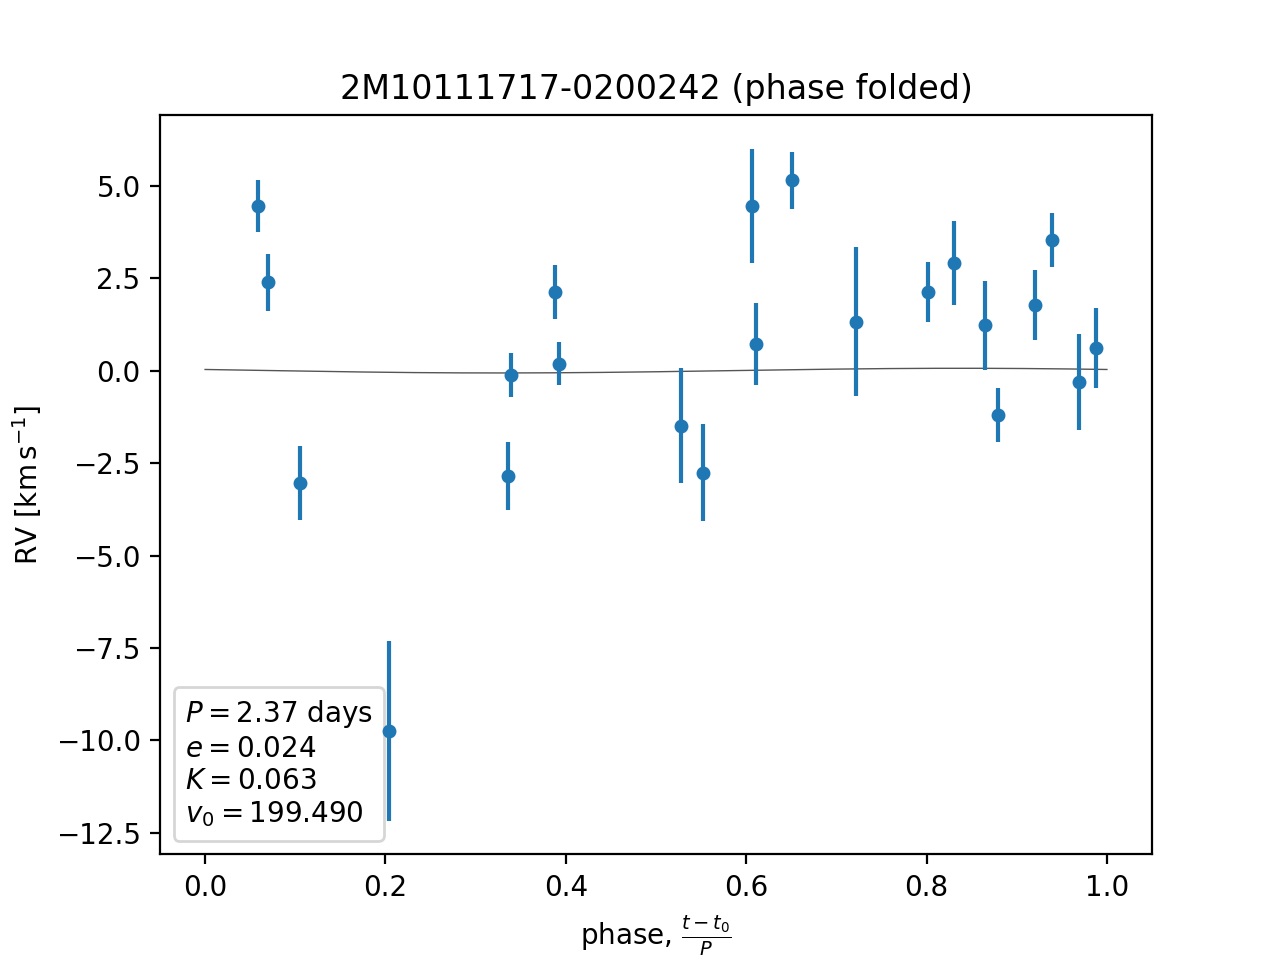 2M10111717-0200242 (phase folded)
RV [km s⁻¹]
5.0
2.5
0.0
−2.5
−5.0
−7.5
−10.0
−12.5
P = 2.37 days
e = 0.024
K = 0.063
v₀ = 199.490
0.0 0.2 0.4 0.6 0.8 1.0
phase, (t − t₀)/P